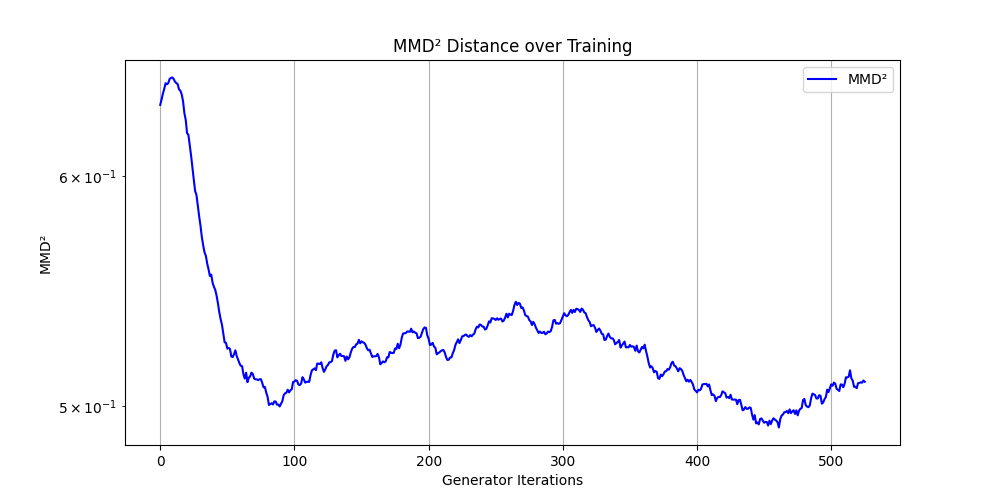 MMD² Distance over Training
MMD²
6 × 10⁻¹
5 × 10⁻¹
MMD²
0 100 200 300 400 500
Generator Iterations